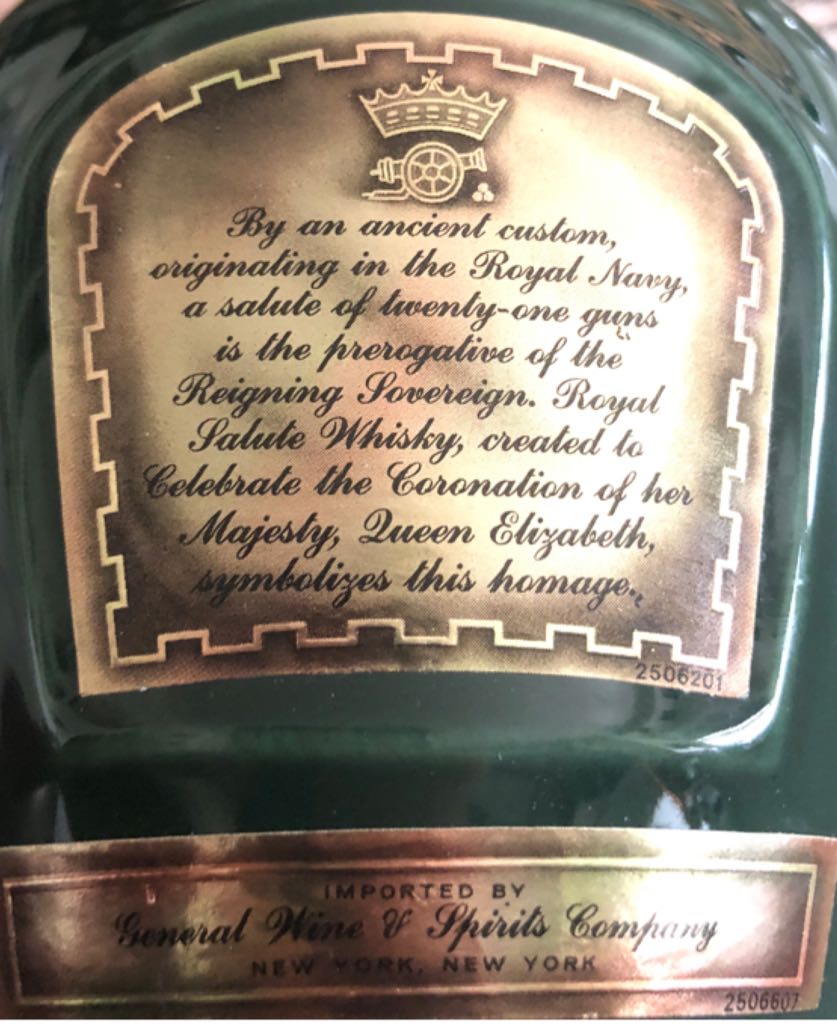 By an ancient custom,
originating in the Royal Navy,
a salute of twenty-one guns
is the prerogative of the
Reigning Sovereign. Royal
Salute Whisky, created to
Celebrate the Coronation of her
Majesty, Queen Elizabeth,
symbolizes this homage.
2506201
IMPORTED BY
General Wine & Spirits Company
NEW YORK, NEW YORK
2506607